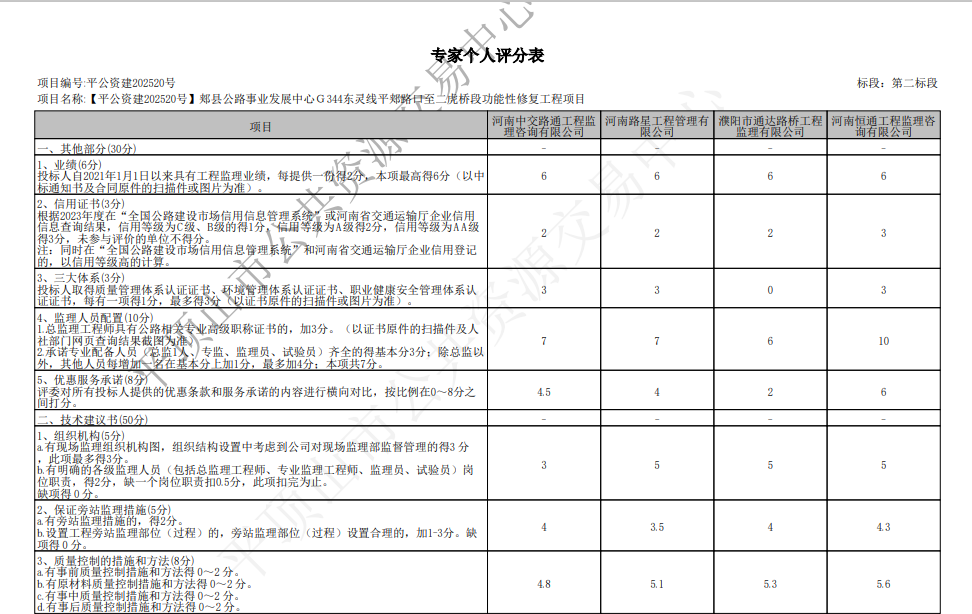 专家个人评分表
项目编号:平公资建202520号 标段：第二标段
项目名称:【平公资建202520号】郏县公路事业发展中心G344东灵线平郏路口至二虎桥段功能性修复工程项目
项目 河南中交路通工程监理咨询有限公司 河南路星工程管理有限公司 濮阳市通达路桥工程监理有限公司 河南恒通工程监理咨询有限公司
一、其他部分(30分) - - - -
1、业绩(6分)
投标人自2021年1月1日以来具有工程监理业绩，每提供一份得2分，本项最高得6分（以中
标通知书及合同原件的扫描件或图片为准）。
6 6 6 6
2、信用证书(3分)
根据2023年度在“全国公路建设市场信用信息管理系统”或河南省交通运输厅企业信用
信息查询结果，信用等级为C级、B级的得1分，信用等级为A级得2分，信用等级为AA级
得3分，未参与评价的单位不得分。
注：同时在“全国公路建设市场信用信息管理系统”和河南省交通运输厅企业信用登记
的，以信用等级高的计算。
2 2 2 3
3、三大体系(3分)
投标人取得质量管理体系认证证书、环境管理体系认证证书、职业健康安全管理体系认
证证书，每有一项得1分，最多得3分（以证书原件的扫描件或图片为准）。
3 3 0 3
4、监理人员配置(10分)
1.总监理工程师具有公路相关专业高级职称证书的，加3分。（以证书原件的扫描件及人
社部门网页查询结果截图为准）
2.承诺专业配备人员（总监1人、专监、监理员、试验员）齐全的得基本分3分；除总监以
外，其他人员每增加一名在基本分上加1分，最多加4分；本项共7分。
7 7 6 10
5、优惠服务承诺(8分)
评委对所有投标人提供的优惠条款和服务承诺的内容进行横向对比，按比例在0～8分之
间打分。
4.5 4 2 6
二、技术建议书(50分) - - - -
1、组织机构(5分)
a.有现场监理组织机构图，组织结构设置中考虑到公司对现场监理部监督管理的得3 分
，此项最多得3分。
b.有明确的各级监理人员（包括总监理工程师、专业监理工程师、监理员、试验员）岗
位职责，得2分，缺一个岗位职责扣0.5分，此项扣完为止。
缺项得 0 分。
3 5 5 5
2、保证旁站监理措施(5分)
a.有旁站监理措施的，得2分。
b.设置工程旁站监理部位（过程）的，旁站监理部位（过程）设置合理的，加1-3分。缺
项得 0 分。
4 3.5 4 4.3
3、质量控制的措施和方法(8分)
a.有事前质量控制措施和方法得 0～2 分。
b.有原材料质量控制措施和方法得 0～2 分。
c.有事中质量控制措施和方法得 0～2 分。
d.有事后质量控制措施和方法得 0～2 分。
4.8 5.1 5.3 5.6
平顶山市公共资源交易中心
平顶山市公共资源交易中心